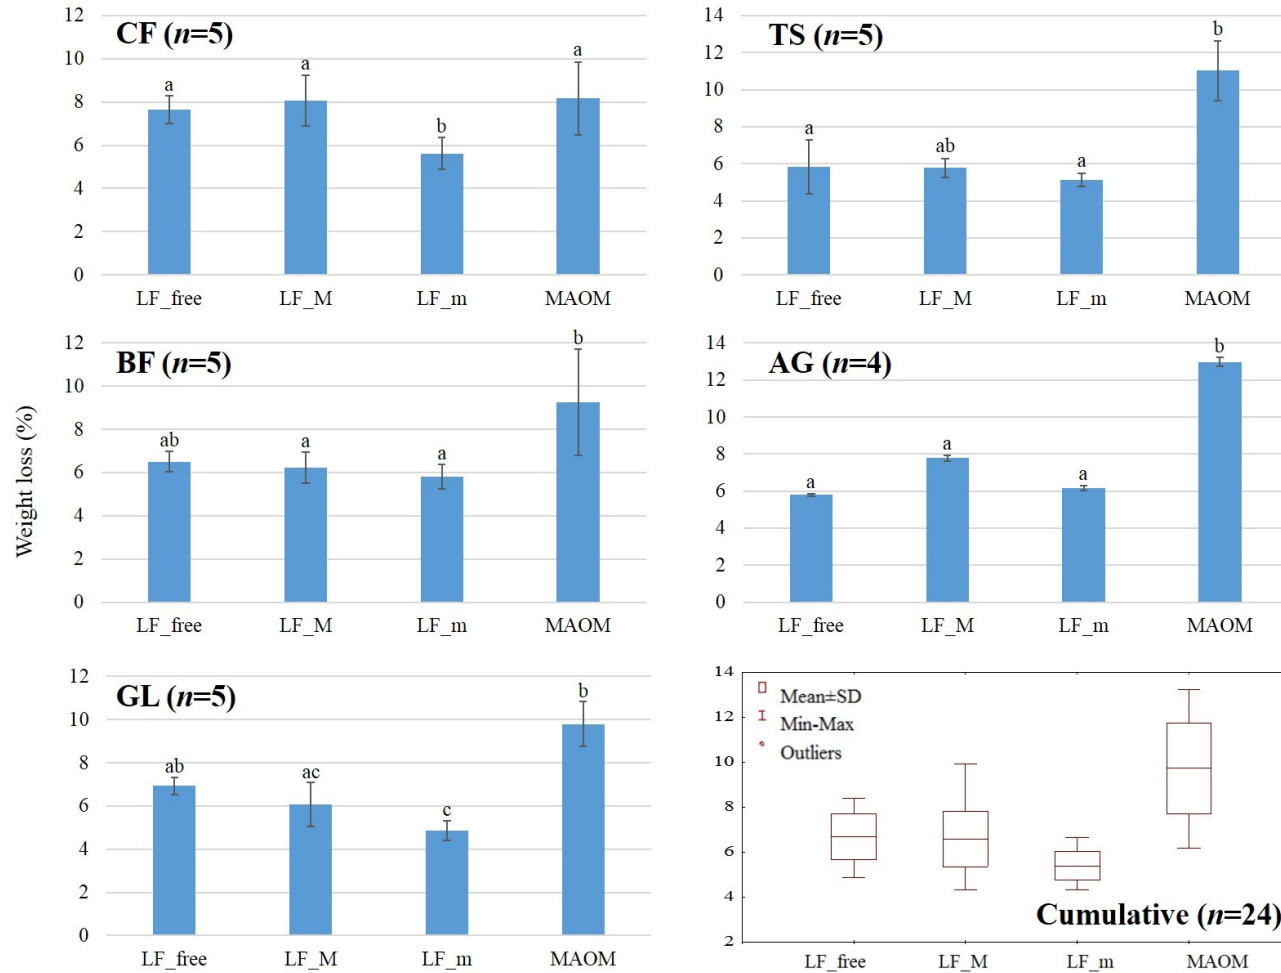 Weight loss (%)
CF (n=5)
12
10
8
6
4
2
0
a
a
b
a
LF_free LF_M LF_m MAOM
TS (n=5)
14
12
10
8
6
4
2
0
a
ab
a
b
LF_free LF_M LF_m MAOM
BF (n=5)
12
10
8
6
4
2
0
ab
a
a
b
LF_free LF_M LF_m MAOM
AG (n=4)
14
12
10
8
6
4
2
0
a
a
a
b
LF_free LF_M LF_m MAOM
GL (n=5)
12
10
8
6
4
2
0
ab
ac
c
b
LF_free LF_M LF_m MAOM
14
12
10
8
6
4
2
Mean±SD
Min-Max
Outliers
Cumulative (n=24)
LF_free LF_M LF_m MAOM